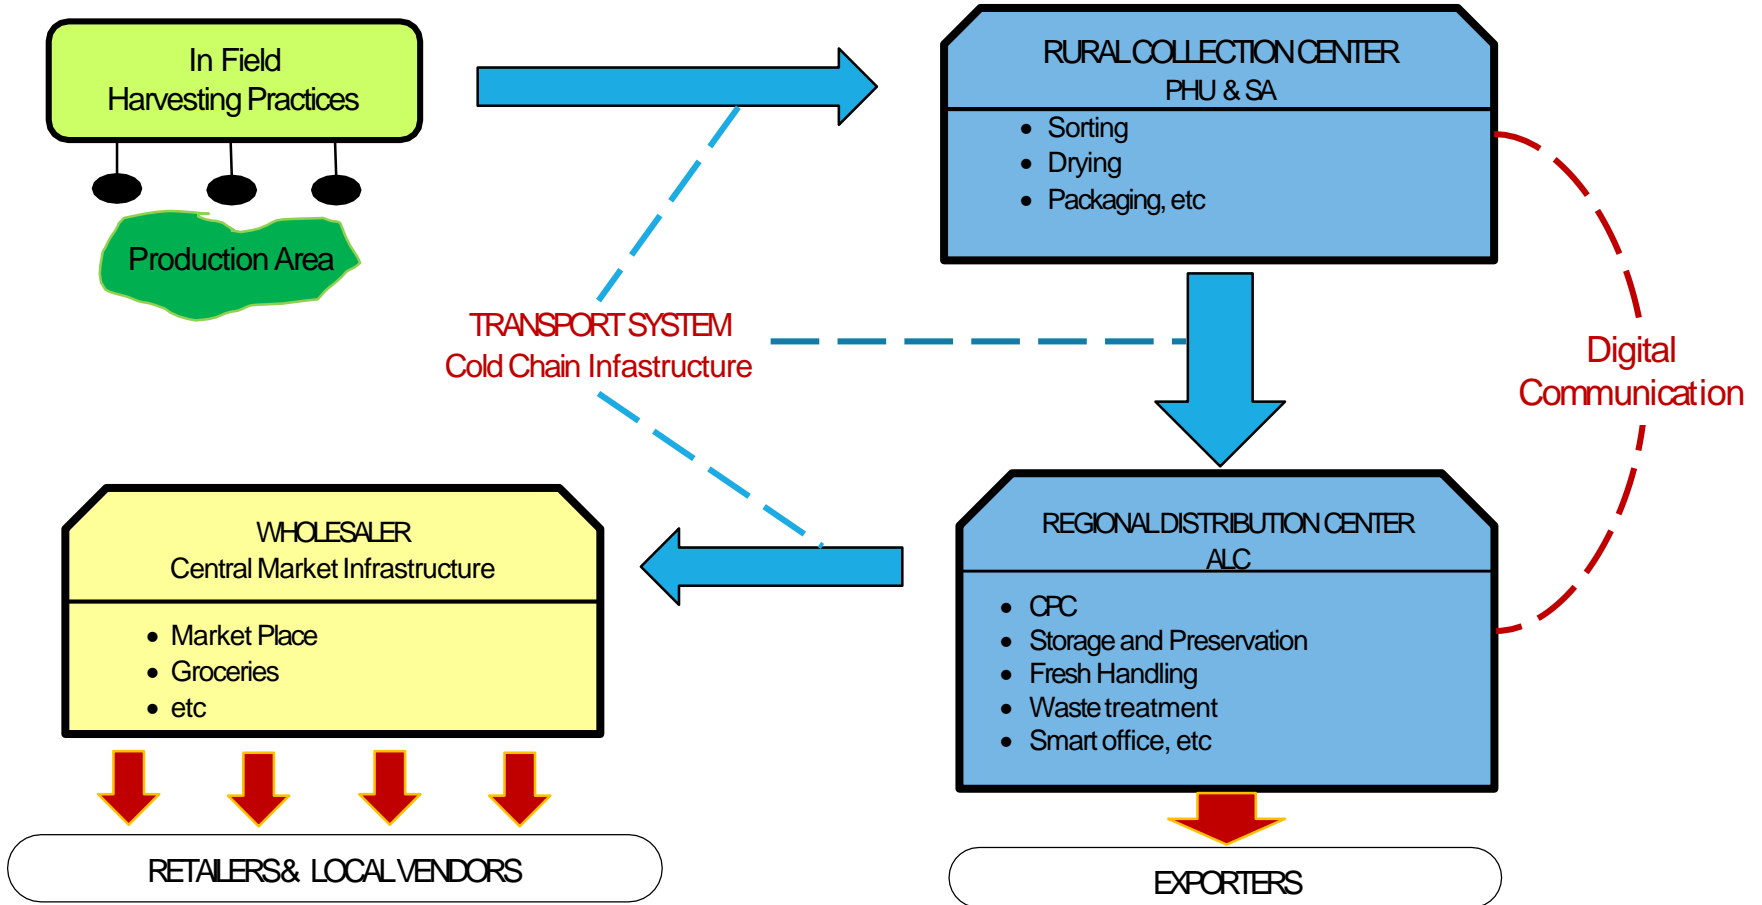 In Field
Harvesting Practices
Production Area
RURAL COLLECTION CENTER
PHU & SA
• Sorting
• Drying
• Packaging, etc
TRANSPORT SYSTEM
Cold Chain Infastructure
Digital
Communication
WHOLESALER
Central Market Infrastructure
• Market Place
• Groceries
• etc
REGIONAL DISTRIBUTION CENTER
ALC
• CPC
• Storage and Preservation
• Fresh Handling
• Waste treatment
• Smart office, etc
RETAILERS & LOCAL VENDORS
EXPORTERS